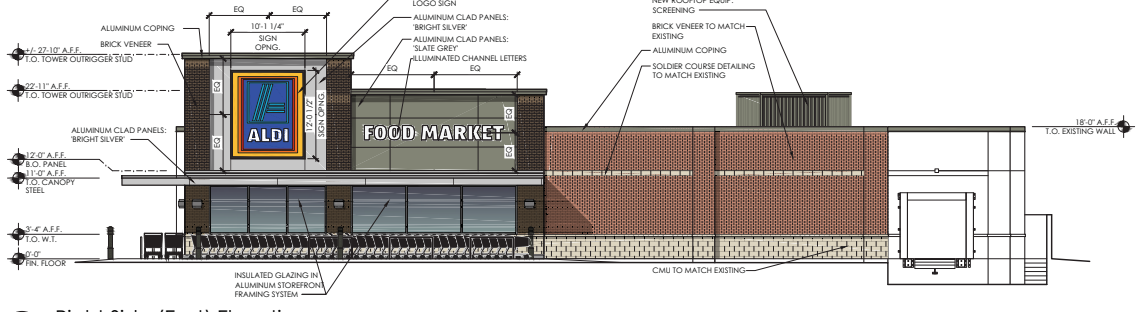 LOGO SIGN
NEW ROOFTOP EQUIP.
SCREENING
EQ
EQ
ALUMINUM CLAD PANELS:
'BRIGHT SILVER'
ALUMINUM COPING
10'-1 1/4"
SIGN
OPNG.
BRICK VENEER TO MATCH
EXISTING
BRICK VENEER
ALUMINUM CLAD PANELS:
'SLATE GREY'
ILLUMINATED CHANNEL LETTERS
ALUMINUM COPING
+/- 27-10" A.F.F.
T.O. TOWER OUTRIGGER STUD
SOLDIER COURSE DETAILING
TO MATCH EXISTING
EQ
EQ
22'-11" A.F.F.
T.O. TOWER OUTRIGGER STUD
EQ
EQ
12'-0 1/2"
SIGN OPNG.
ALDI
FOOD MARKET
18'-0" A.F.F.
T.O. EXISTING WALL
ALUMINUM CLAD PANELS:
'BRIGHT SILVER'
EQ
EQ
12'-0" A.F.F.
B.O. PANEL
11'-0" A.F.F.
T.O. CANOPY
STEEL
3'-4" A.F.F.
T.O. W.T.
0'-0"
FIN. FLOOR
INSULATED GLAZING IN
ALUMINUM STOREFRONT
FRAMING SYSTEM
CMU TO MATCH EXISTING